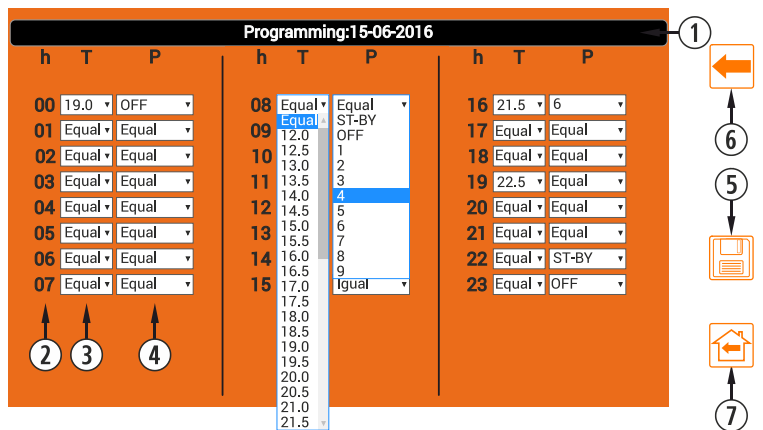 Programming:15-06-2016
1
h T P
h T P
h T P
00 19.0 OFF
01 Equal Equal
02 Equal Equal
03 Equal Equal
04 Equal Equal
05 Equal Equal
06 Equal Equal
07 Equal Equal
2
3
4
08 Equal Equal
09
10
11
12
13
14
15
Equal
12.0
12.5
13.0
13.5
14.0
14.5
15.0
15.5
16.0
16.5
17.0
17.5
18.0
18.5
19.0
19.5
20.0
20.5
21.0
21.5
ST-BY
OFF
1
2
3
4
5
6
7
8
9
Igual
16 21.5 6
17 Equal Equal
18 Equal Equal
19 22.5 Equal
20 Equal Equal
21 Equal Equal
22 Equal ST-BY
23 Equal OFF
6
5
7